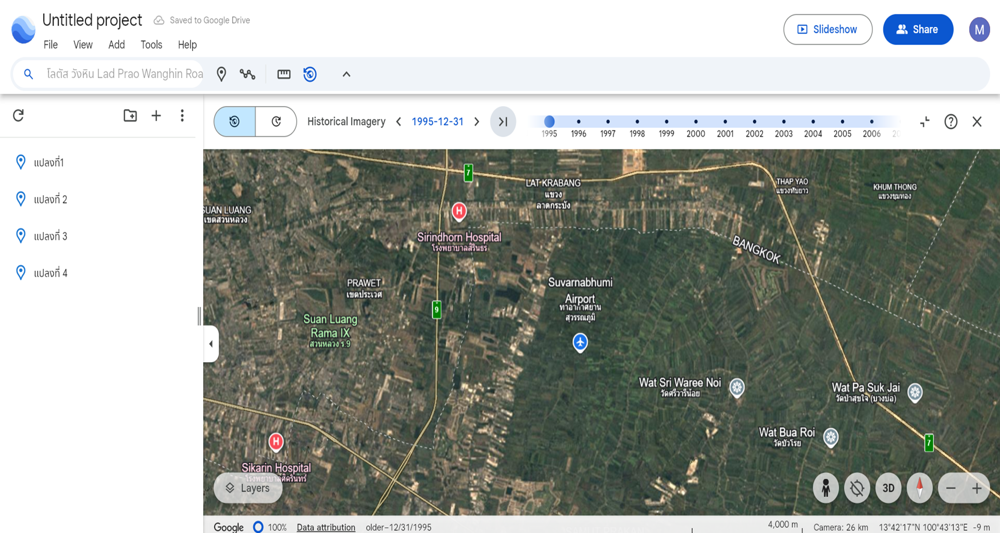 Untitled project
Saved to Google Drive
File View Add Tools Help
Slideshow
Share
M
โลตัส วังหิน Lad Prao Wanghin Roa
แปลงที่1
แปลงที่ 2
แปลงที่ 3
แปลงที่ 4
Historical Imagery
1995-12-31
1995 1996 1997 1998 1999 2000 2001 2002 2003 2004 2005 2006 20
7
LAT KRABANG
แขวง
ลาดกระบัง
THAP YAO
แขวงทับยาว
KHUM THONG
แขวงขุมทอง
SUAN LUANG
เขตสวนหลวง
H
Sirindhorn Hospital
โรงพยาบาลสิรินธร
BANGKOK
PRAWET
เขตประเวศ
Suvarnabhumi
Airport
ท่าอากาศยาน
สุวรรณภูมิ
9
Suan Luang
Rama IX
สวนหลวง ร.9
Wat Sri Waree Noi
วัดศรีวารีน้อย
Wat Pa Suk Jai
วัดป่าสุขใจ (บางบ่อ)
Wat Bua Roi
วัดบัวโรย
7
H
Sikarin Hospital
โรงพยาบาลศิครินทร์
Layers
3D
Google 100% Data attribution older–12/31/1995
4,000 m
Camera: 26 km 13°42'17"N 100°43'13"E -9 m